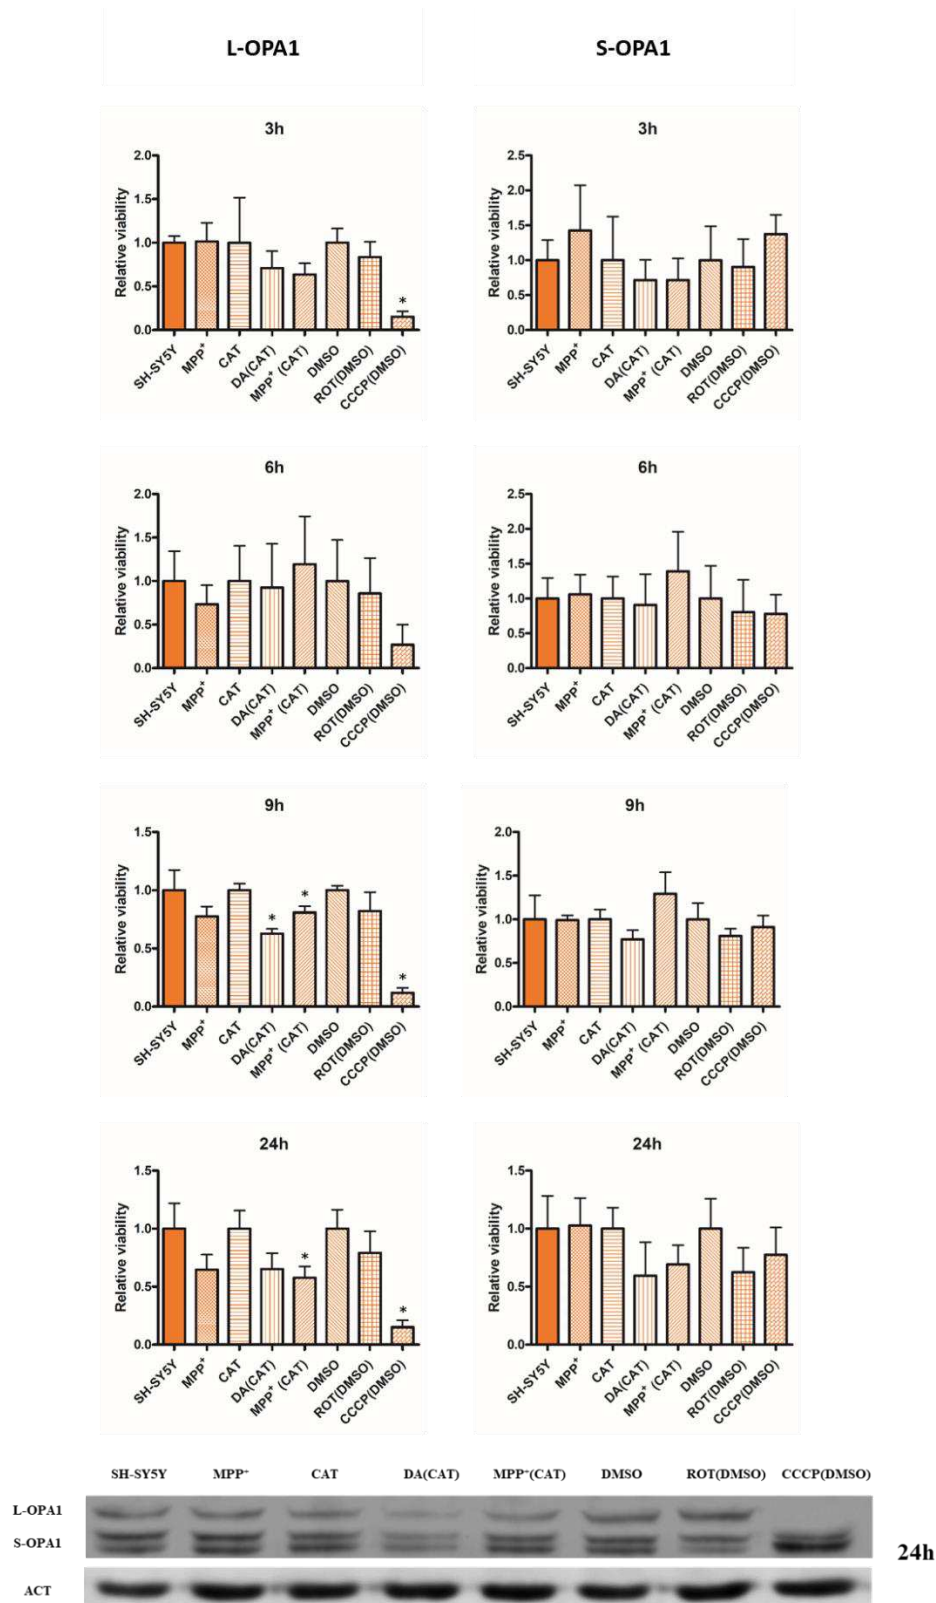 L-OPA1
S-OPA1
3h
Relative viability
2.0
1.5
1.0
0.5
0.0
*
SH-SY5Y
MPP⁺
CAT
DA(CAT)
MPP⁺ (CAT)
DMSO
ROT(DMSO)
CCCP(DMSO)
3h
Relative viability
2.5
2.0
1.5
1.0
0.5
0.0
SH-SY5Y
MPP⁺
CAT
DA(CAT)
MPP⁺ (CAT)
DMSO
ROT(DMSO)
CCCP(DMSO)
6h
Relative viability
2.0
1.5
1.0
0.5
0.0
SH-SY5Y
MPP⁺
CAT
DA(CAT)
MPP⁺ (CAT)
DMSO
ROT(DMSO)
CCCP(DMSO)
6h
Relative viability
2.5
2.0
1.5
1.0
0.5
0.0
SH-SY5Y
MPP⁺
CAT
DA(CAT)
MPP⁺ (CAT)
DMSO
ROT(DMSO)
CCCP(DMSO)
9h
Relative viability
1.5
1.0
0.5
0.0
*
*
*
SH-SY5Y
MPP⁺
CAT
DA(CAT)
MPP⁺ (CAT)
DMSO
ROT(DMSO)
CCCP(DMSO)
9h
Relative viability
2.0
1.5
1.0
0.5
0.0
SH-SY5Y
MPP⁺
CAT
DA(CAT)
MPP⁺ (CAT)
DMSO
ROT(DMSO)
CCCP(DMSO)
24h
Relative viability
1.5
1.0
0.5
0.0
*
*
SH-SY5Y
MPP⁺
CAT
DA(CAT)
MPP⁺ (CAT)
DMSO
ROT(DMSO)
CCCP(DMSO)
24h
Relative viability
1.5
1.0
0.5
0.0
SH-SY5Y
MPP⁺
CAT
DA(CAT)
MPP⁺ (CAT)
DMSO
ROT(DMSO)
CCCP(DMSO)
SH-SY5Y MPP⁺ CAT DA(CAT) MPP⁺(CAT) DMSO ROT(DMSO) CCCP(DMSO)
L-OPA1
S-OPA1
24h
ACT